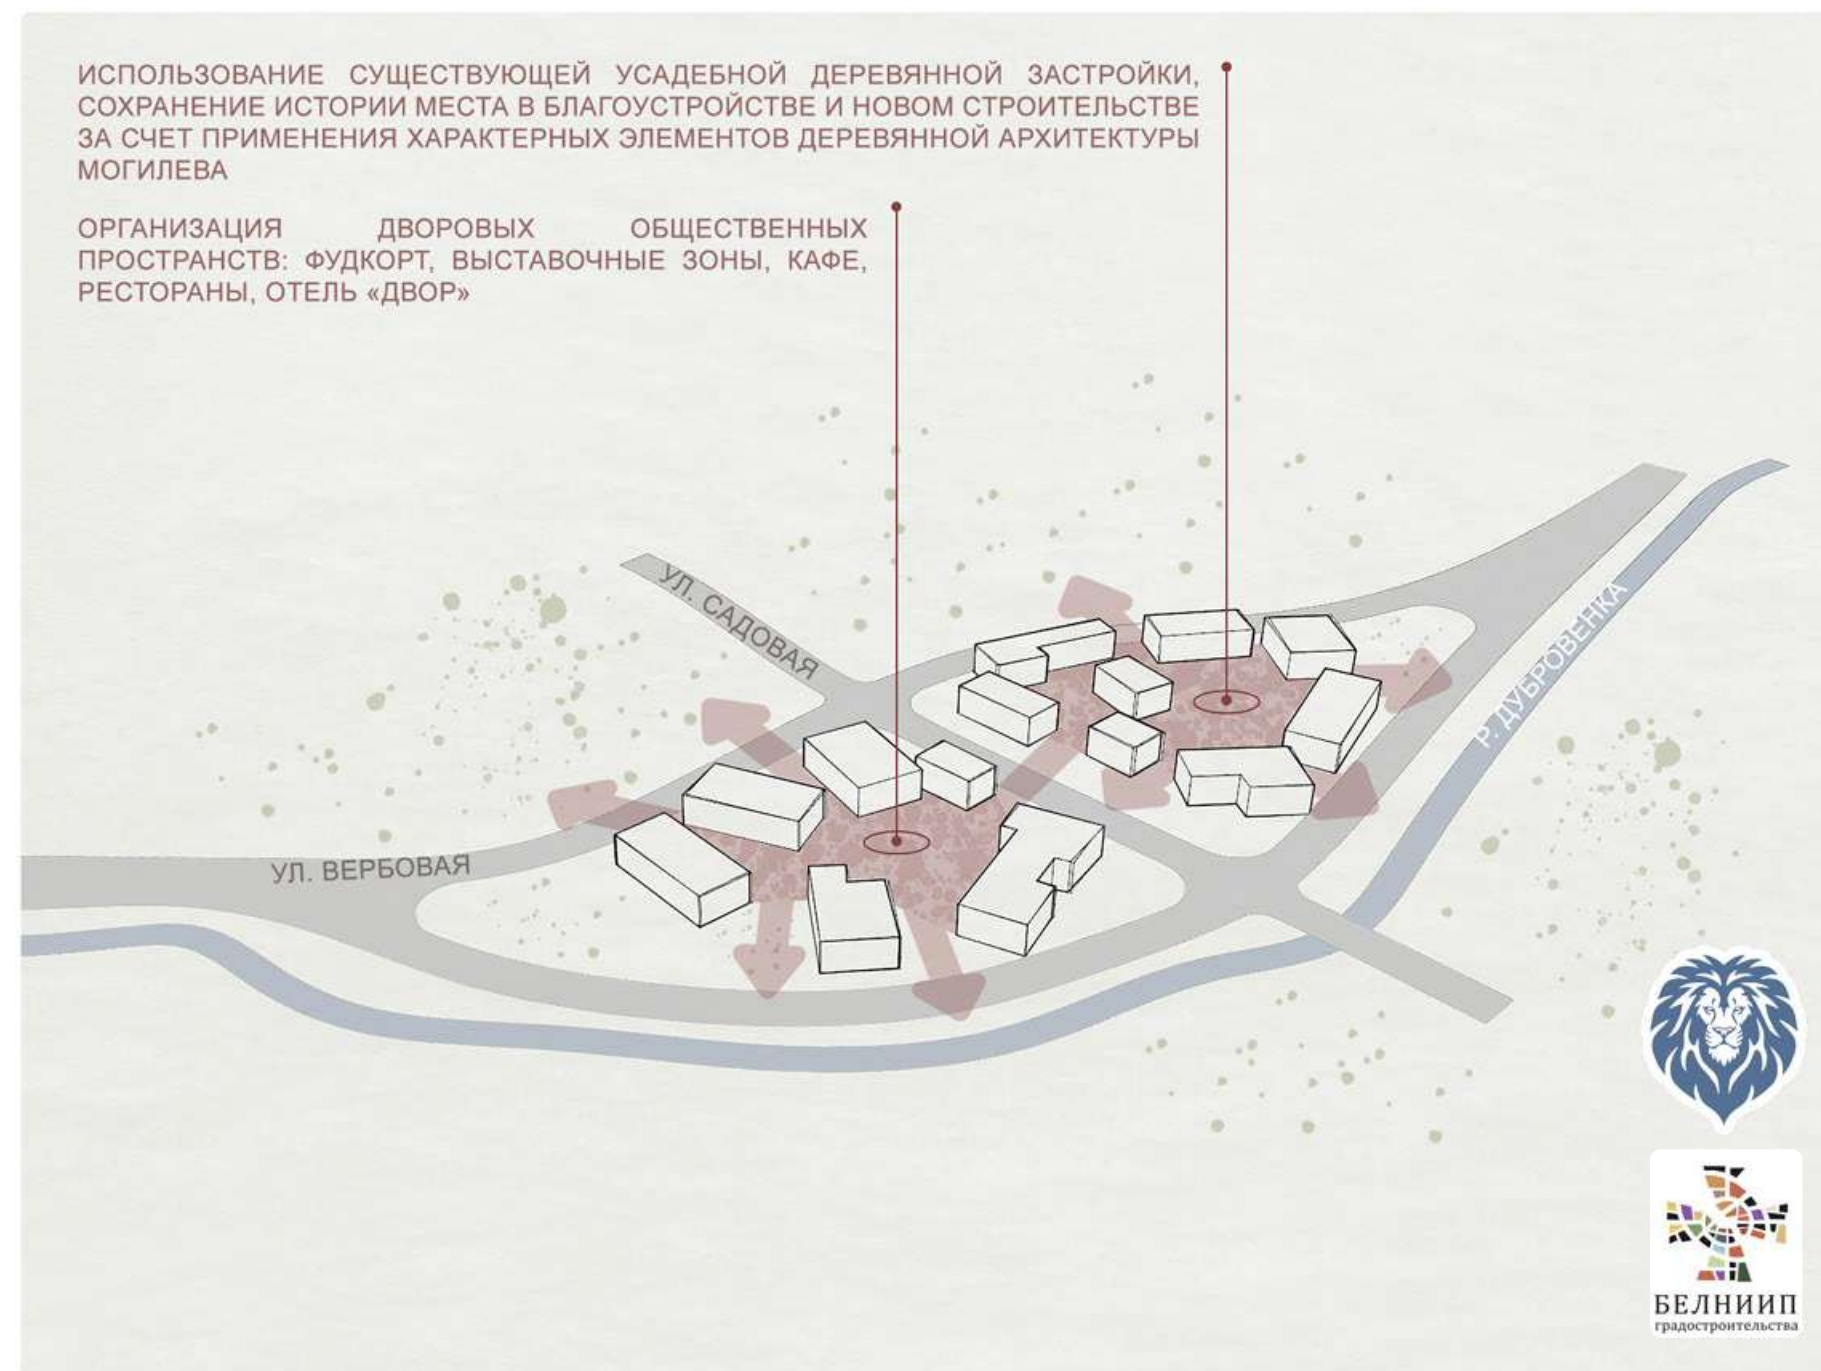 ИСПОЛЬЗОВАНИЕ СУЩЕСТВУЮЩЕЙ УСАДЕБНОЙ ДЕРЕВЯННОЙ ЗАСТРОЙКИ,
СОХРАНЕНИЕ ИСТОРИИ МЕСТА В БЛАГОУСТРОЙСТВЕ И НОВОМ СТРОИТЕЛЬСТВЕ
ЗА СЧЕТ ПРИМЕНЕНИЯ ХАРАКТЕРНЫХ ЭЛЕМЕНТОВ ДЕРЕВЯННОЙ АРХИТЕКТУРЫ
МОГИЛЕВА
ОРГАНИЗАЦИЯ ДВОРОВЫХ ОБЩЕСТВЕННЫХ
ПРОСТРАНСТВ: ФУДКОРТ, ВЫСТАВОЧНЫЕ ЗОНЫ, КАФЕ,
РЕСТОРАНЫ, ОТЕЛЬ «ДВОР»
УЛ. САДОВАЯ
Р. ДУБРОВЕНКА
УЛ. ВЕРБОВАЯ
БЕЛНИИП
градостроительства